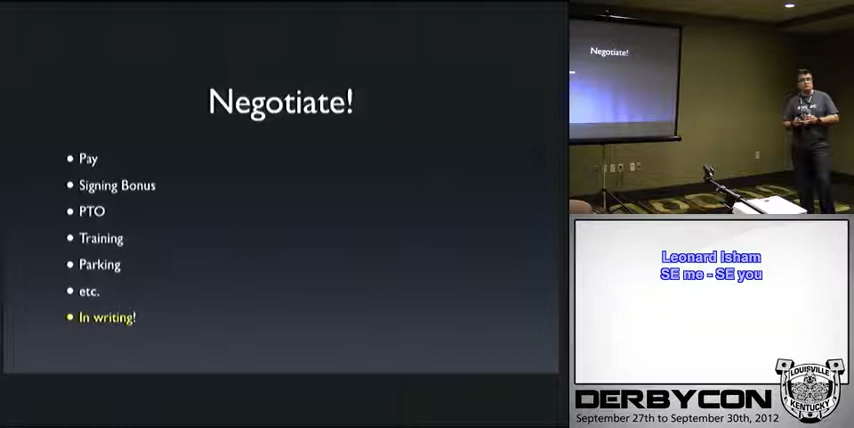 Negotiate!
Pay
Signing Bonus
PTO
Training
Parking
etc.
In writing!
Negotiate!
Leonard Isham
SE me - SE you
LOUISVILLE
KENTUCKY
DERBYCON
September 27th to September 30th, 2012